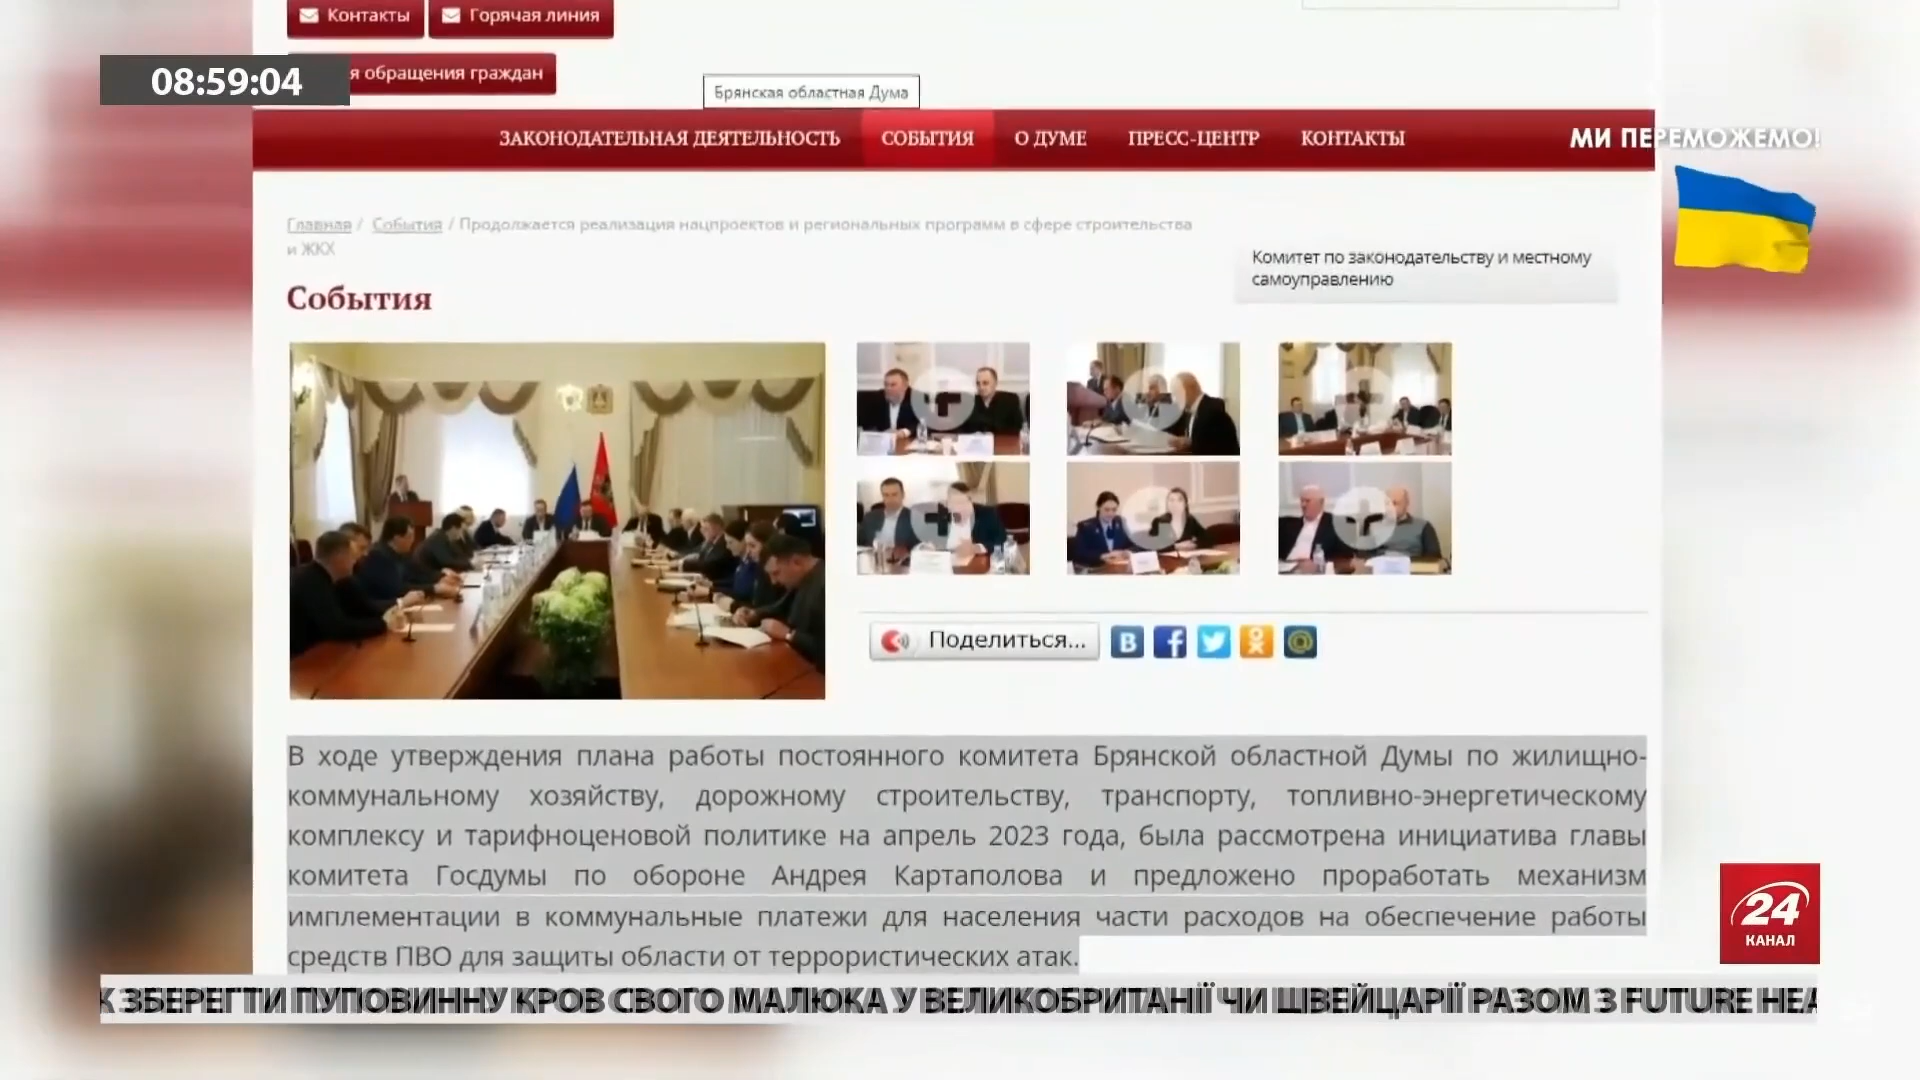 Контакты
Горячая линия
08:59:04
я обращения граждан
Брянская областная Дума
ЗАКОНОДАТЕЛЬНАЯ ДЕЯТЕЛЬНОСТЬ
СОБЫТИЯ
О ДУМЕ
ПРЕСС-ЦЕНТР
КОНТАКТЫ
МИ ПЕРЕМОЖЕМО!
Главная / События / Продолжается реализация нацпроектов и региональных программ в сфере строительства
и ЖКХ
Комитет по законодательству и местному
самоуправлению
События
Поделиться...
В ходе утверждения плана работы постоянного комитета Брянской областной Думы по жилищно-
коммунальному хозяйству, дорожному строительству, транспорту, топливно-энергетическому
комплексу и тарифноценовой политике на апрель 2023 года, была рассмотрена инициатива главы
комитета Госдумы по обороне Андрея Картаполова и предложено проработать механизм
имплементации в коммунальные платежи для населения части расходов на обеспечение работы
средств ПВО для защиты области от террористических атак.
24
КАНАЛ
К ЗБЕРЕГТИ ПУПОВИННУ КРОВ СВОГО МАЛЮКА У ВЕЛИКОБРИТАНІЇ ЧИ ШВЕЙЦАРІЇ РАЗОМ З FUTURE HEA